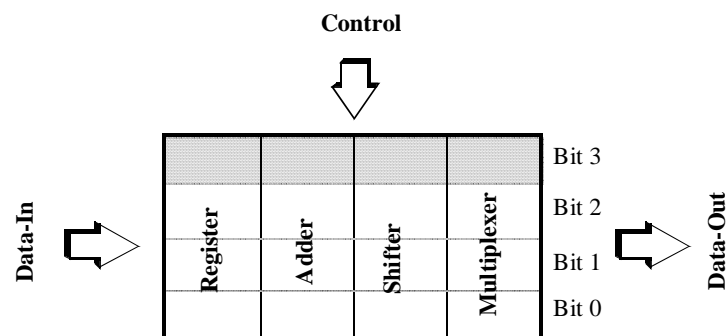 Control
Data-In
Register
Adder
Shifter
Multiplexer
Bit 3
Bit 2
Bit 1
Bit 0
Data-Out